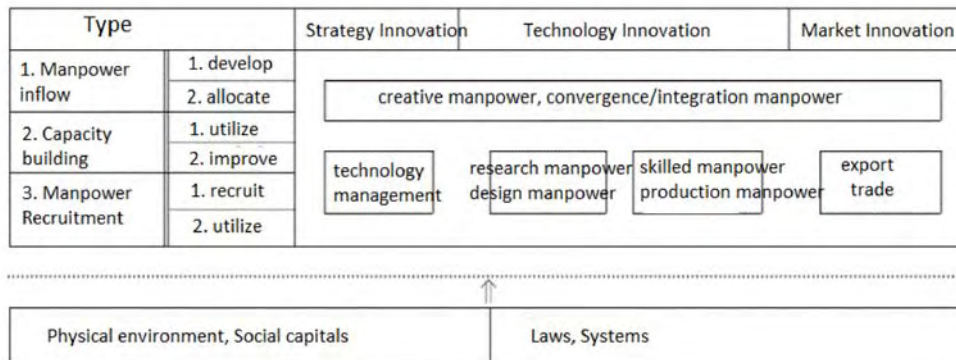 Type
Strategy Innovation
Technology Innovation
Market Innovation
1. Manpower
inflow
1. develop
2. allocate
creative manpower, convergence/integration manpower
2. Capacity
building
1. utilize
2. improve
technology
management
research manpower
design manpower
skilled manpower
production manpower
export
trade
3. Manpower
Recruitment
1. recruit
2. utilize
Physical environment, Social capitals
Laws, Systems